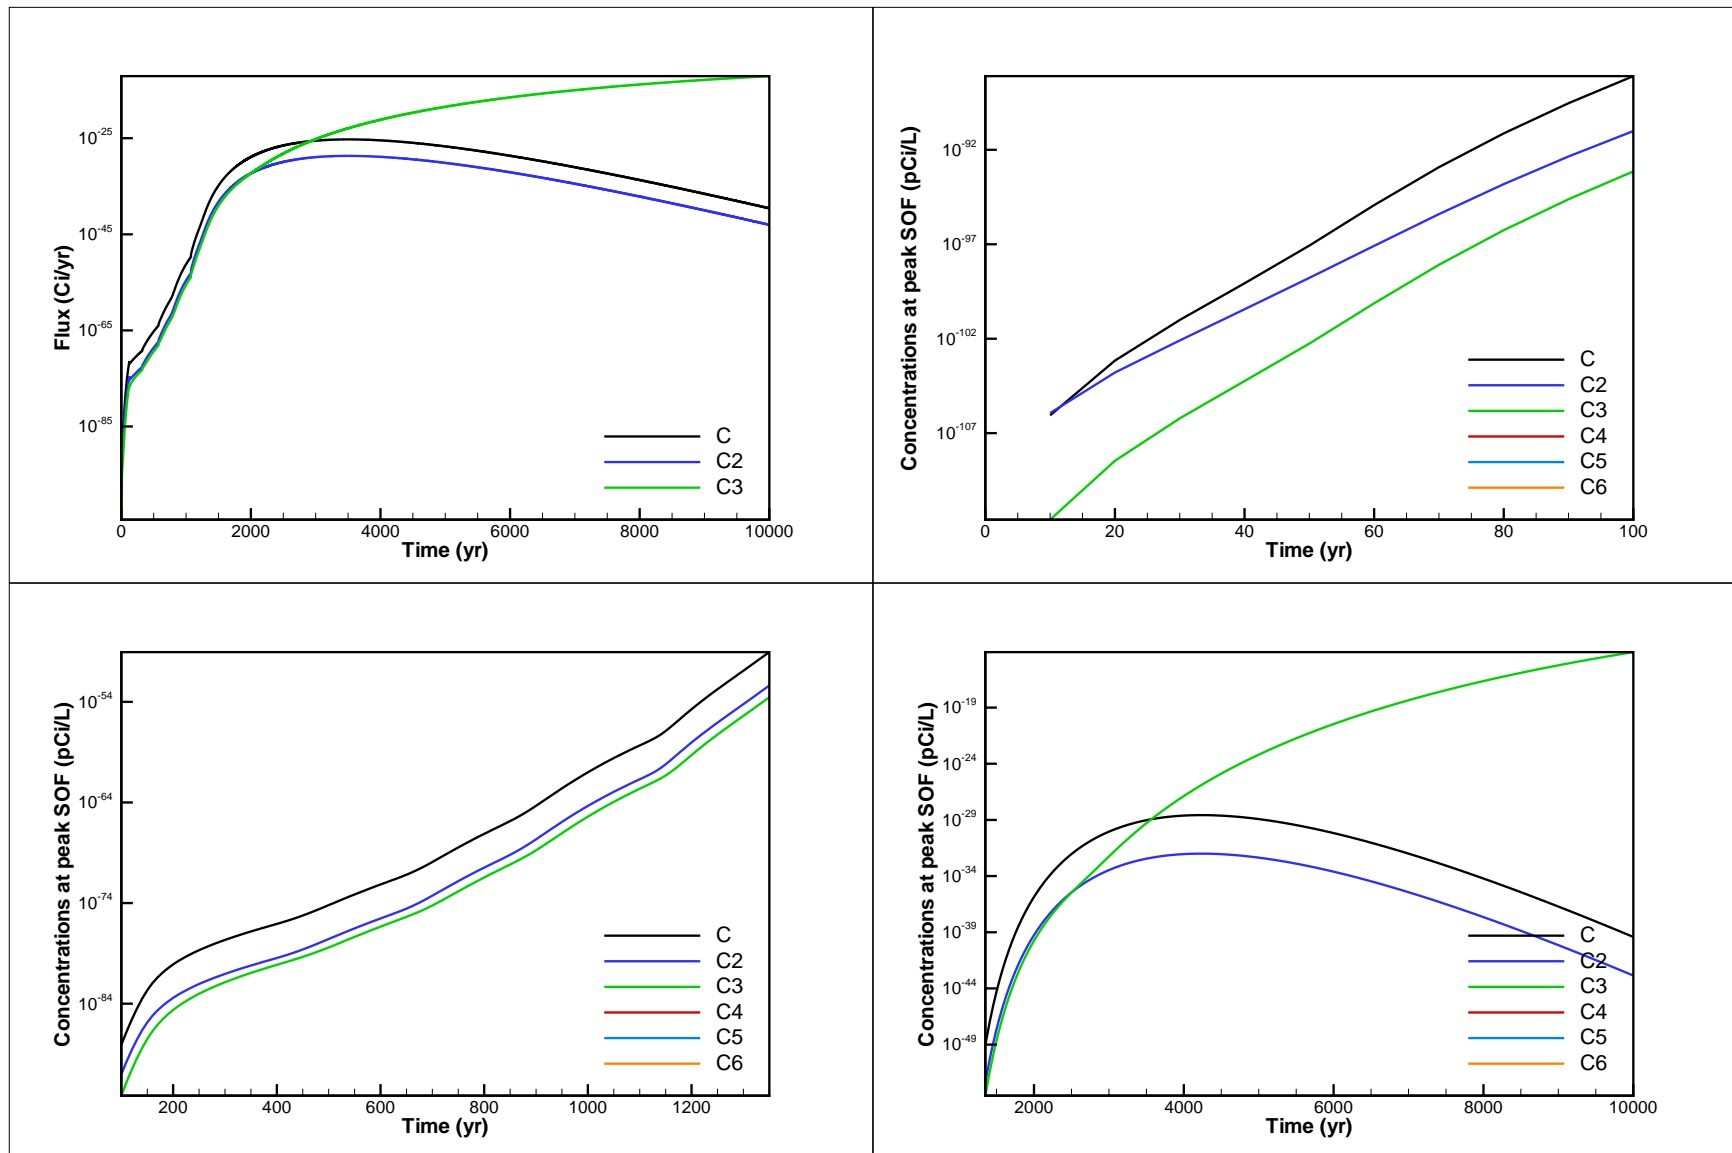 Flux (Ci/yr)
10-25
10-45
10-65
10-85
C
C2
C3
0 2000 4000 6000 8000 10000
Time (yr)
Concentrations at peak SOF (pCi/L)
10-92
10-97
10-102
10-107
C
C2
C3
C4
C5
C6
0 20 40 60 80 100
Time (yr)
Concentrations at peak SOF (pCi/L)
10-54
10-64
10-74
10-84
C
C2
C3
C4
C5
C6
200 400 600 800 1000 1200
Time (yr)
Concentrations at peak SOF (pCi/L)
10-19
10-24
10-29
10-34
10-39
10-44
10-49
C
C2
C3
C4
C5
C6
2000 4000 6000 8000 10000
Time (yr)